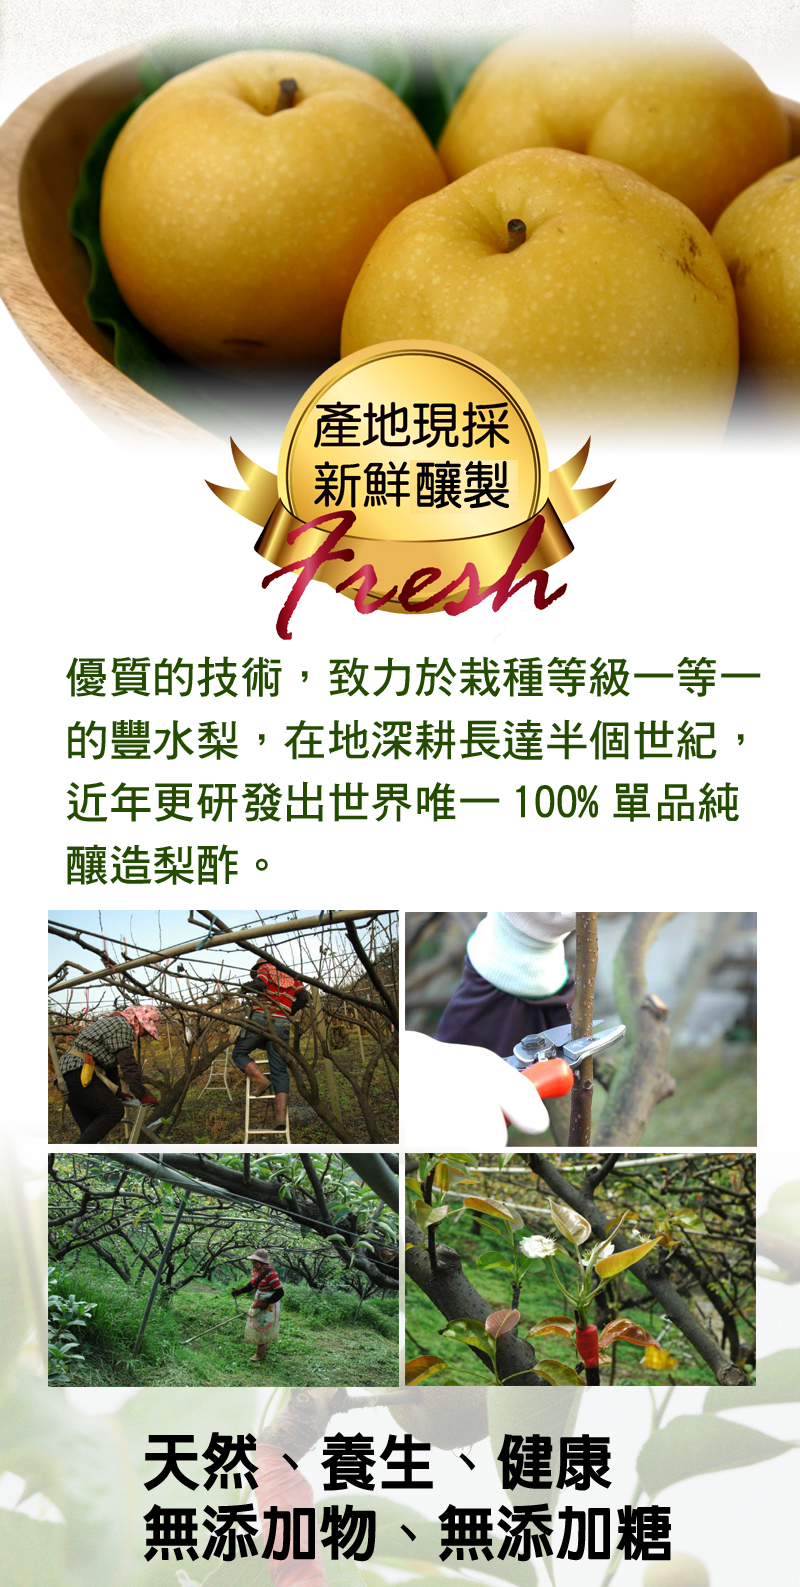 產地現採
新鮮釀製
Fresh
優質的技術，致力於栽種等級一等一
的豐水梨，在地深耕長達半個世紀，
近年更研發出世界唯一 100% 單品純
釀造梨酢。
天然、養生、健康
無添加物、無添加糖